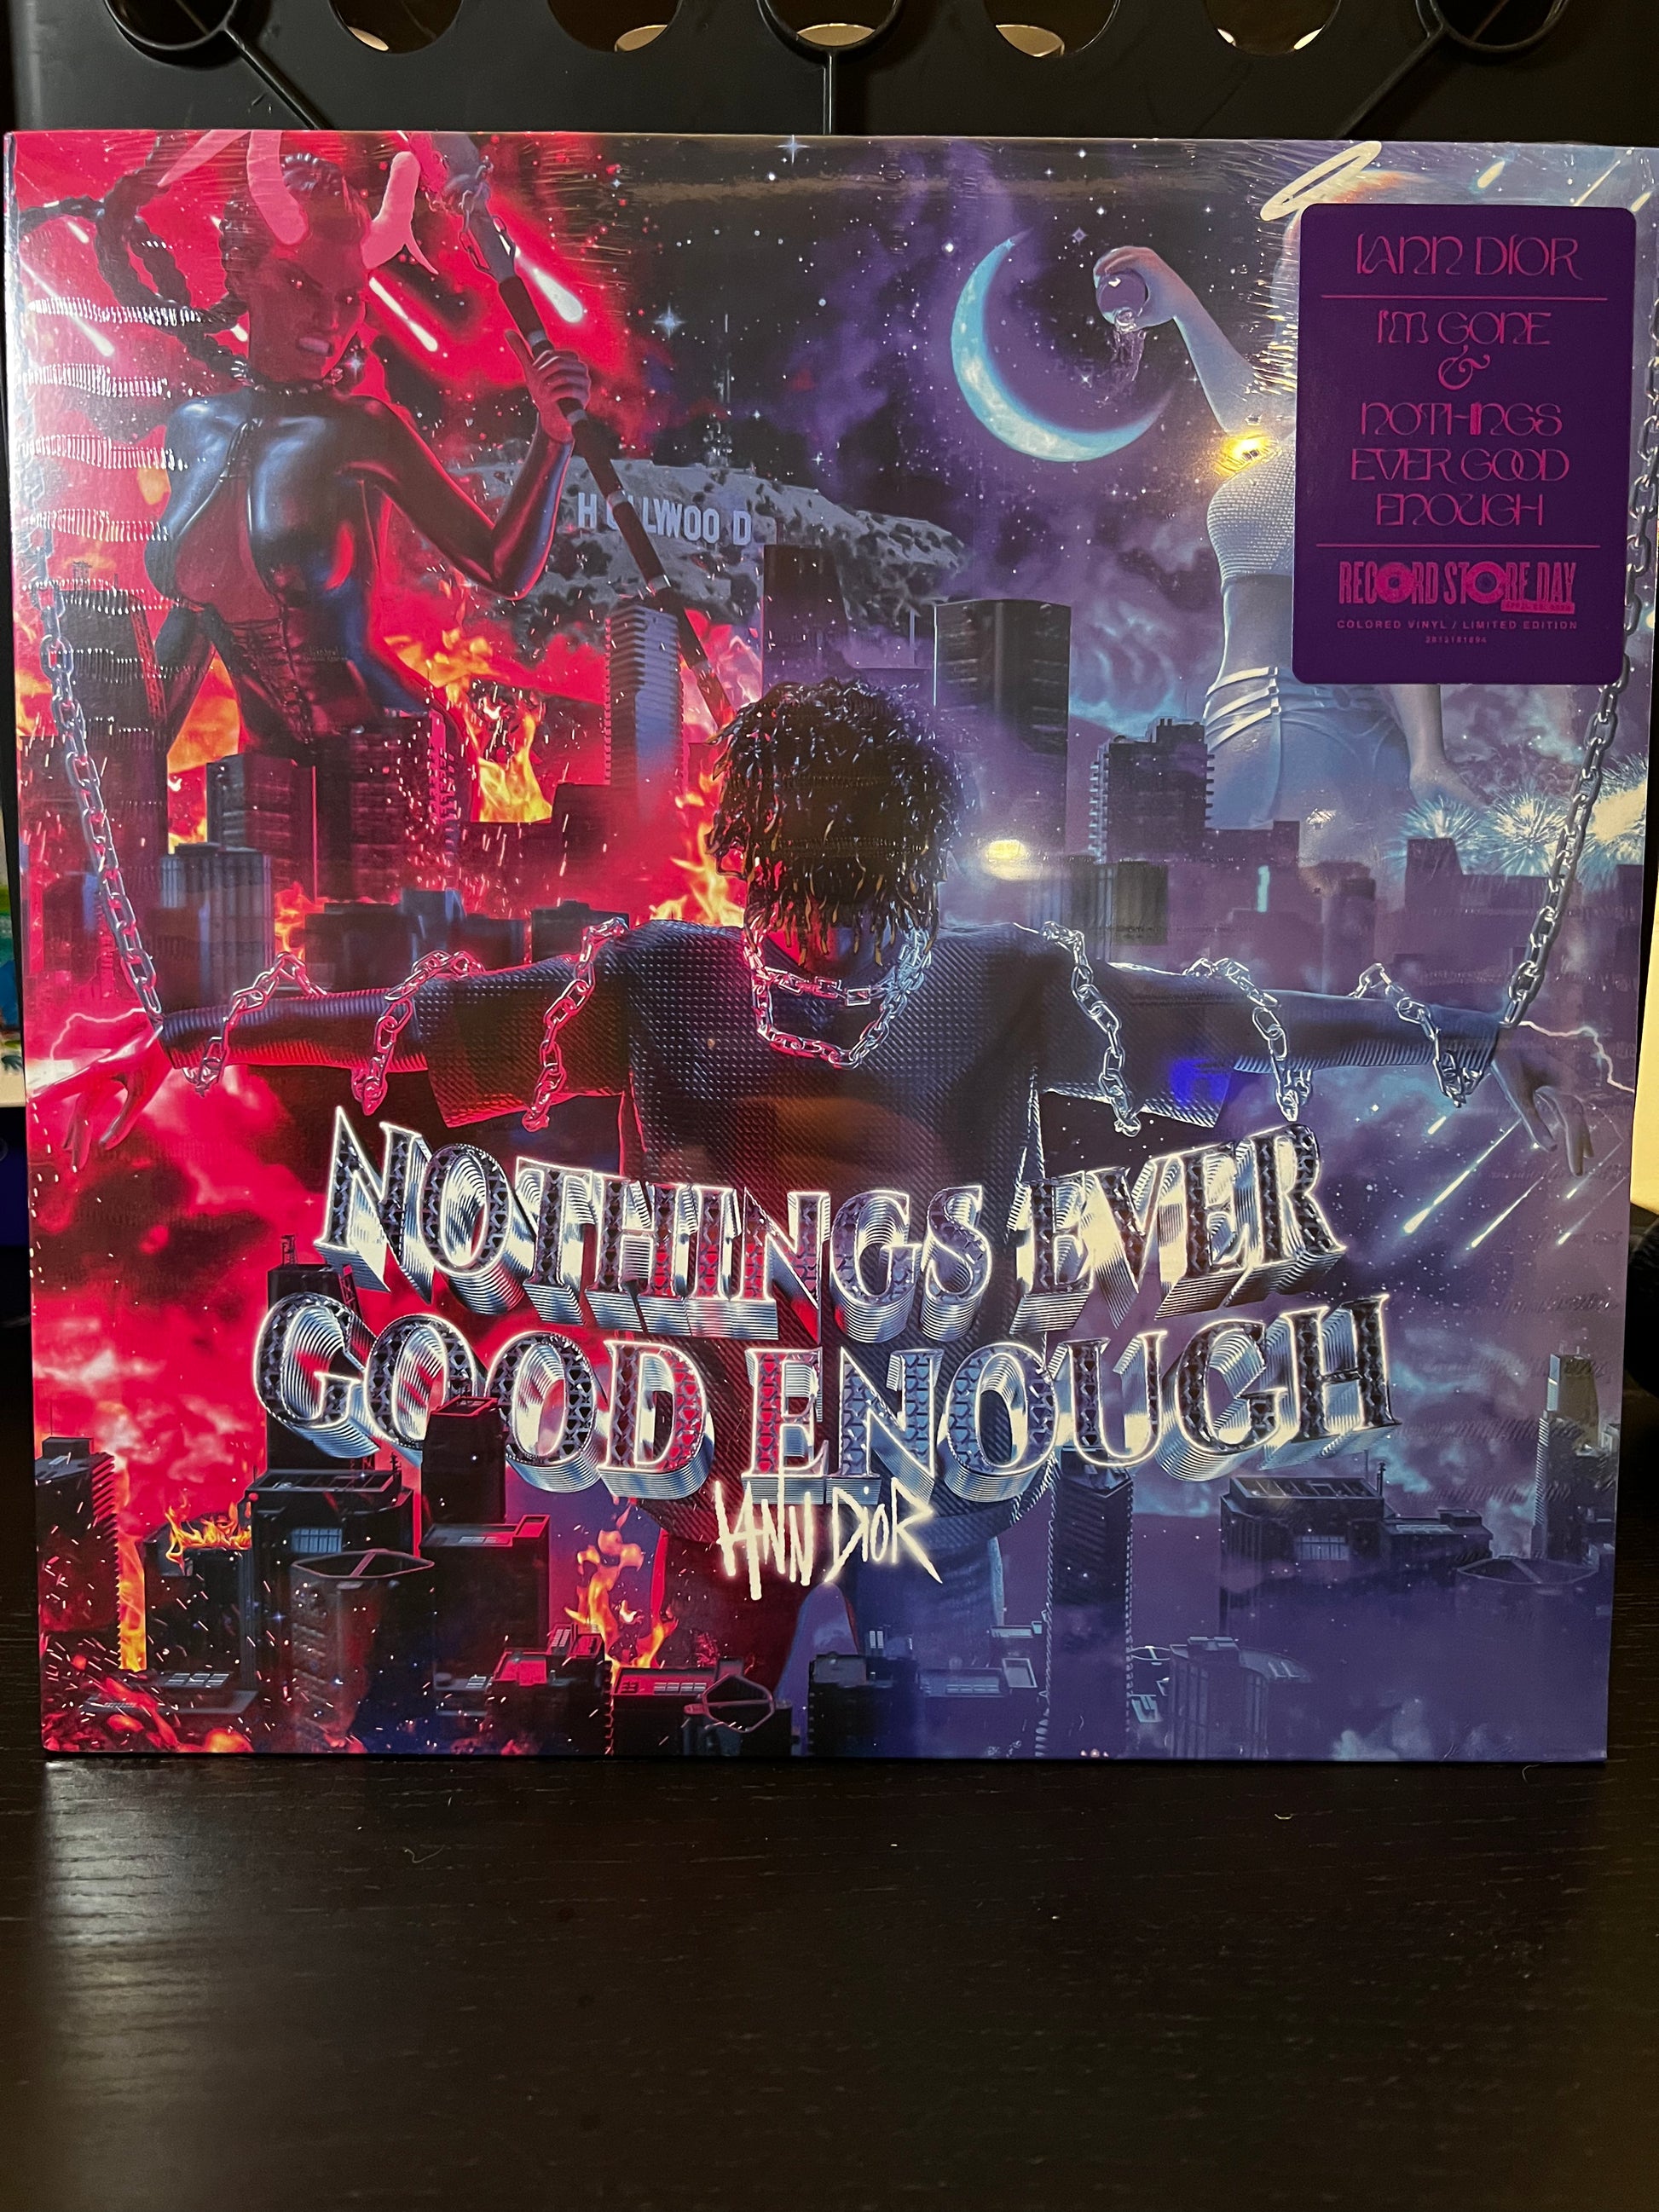 IANN DIOR
I'M GONE
&
NOTHINGS
EVER GOOD
ENOUGH
RECORD STORE DAY
COLORED VINYL / LIMITED EDITION
HOLLYWOOD
NOTHINGS EVER
GOOD ENOUGH
IANN DIOR